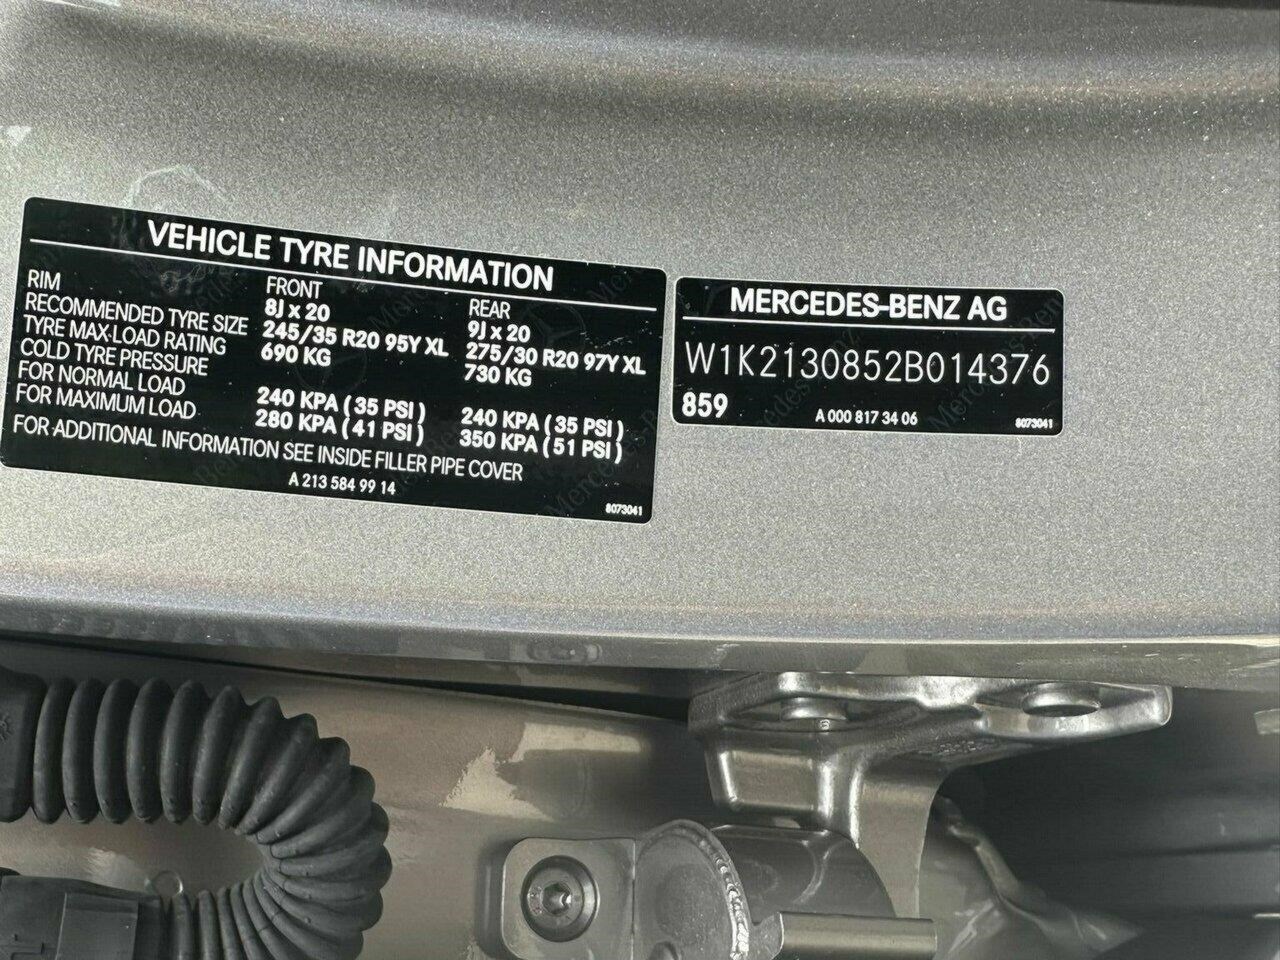 VEHICLE TYRE INFORMATION
FRONT REAR
RIM 8J x 20 9J x 20
RECOMMENDED TYRE SIZE 245/35 R20 95Y XL 275/30 R20 97Y XL
TYRE MAX-LOAD RATING 690 KG 730 KG
COLD TYRE PRESSURE
FOR NORMAL LOAD 240 KPA ( 35 PSI ) 240 KPA ( 35 PSI )
FOR MAXIMUM LOAD 280 KPA ( 41 PSI ) 350 KPA ( 51 PSI )
FOR ADDITIONAL INFORMATION SEE INSIDE FILLER PIPE COVER
A 213 584 99 14
8073041
MERCEDES-BENZ AG
W1K2130852B014376
859 A 000 817 34 06 8073041